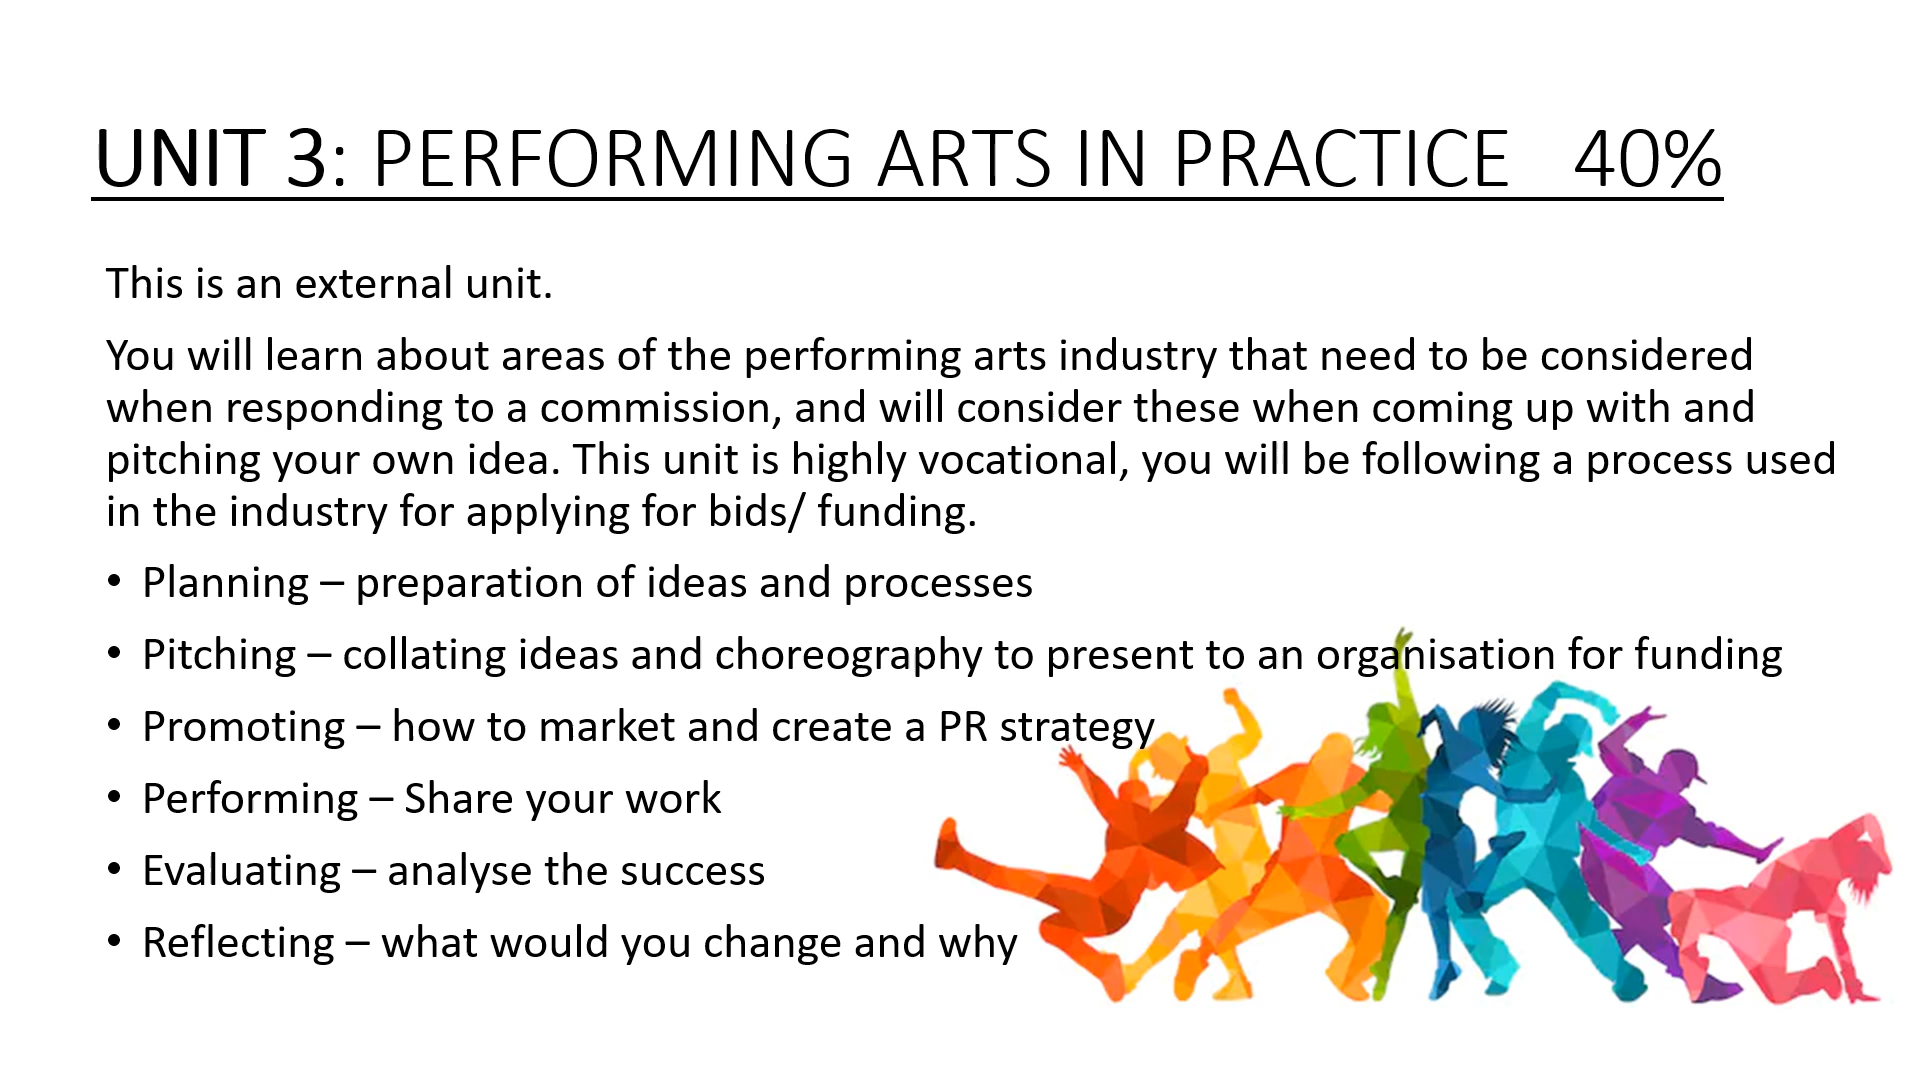 UNIT 3: PERFORMING ARTS IN PRACTICE 40%
This is an external unit.
You will learn about areas of the performing arts industry that need to be considered
when responding to a commission, and will consider these when coming up with and
pitching your own idea. This unit is highly vocational, you will be following a process used
in the industry for applying for bids/ funding.
• Planning – preparation of ideas and processes
• Pitching – collating ideas and choreography to present to an organisation for funding
• Promoting – how to market and create a PR strategy
• Performing – Share your work
• Evaluating – analyse the success
• Reflecting – what would you change and why